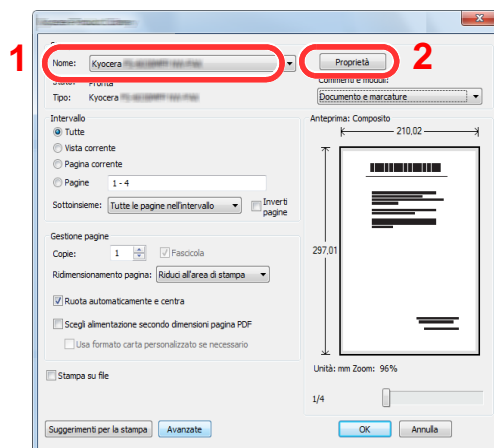 1
2
Nome: Kyocera
Proprietà
Stato: Pronta
Commenti e moduli:
Tipo: Kyocera
Documento e marcature
Intervallo
Anteprima: Composito
Tutte
210,02
Vista corrente
Pagina corrente
Pagine 1 - 4
Sottoinsieme: Tutte le pagine nell'intervallo
Inverti
pagine
Gestione pagine
Copie: 1 Fascicola
297,01
Ridimensionamento pagina: Riduci all'area di stampa
Ruota automaticamente e centra
Scegli alimentazione secondo dimensioni pagina PDF
Usa formato carta personalizzato se necessario
Unità: mm Zoom: 96%
Stampa su file
1/4
Suggerimenti per la stampa
Avanzate
OK
Annulla